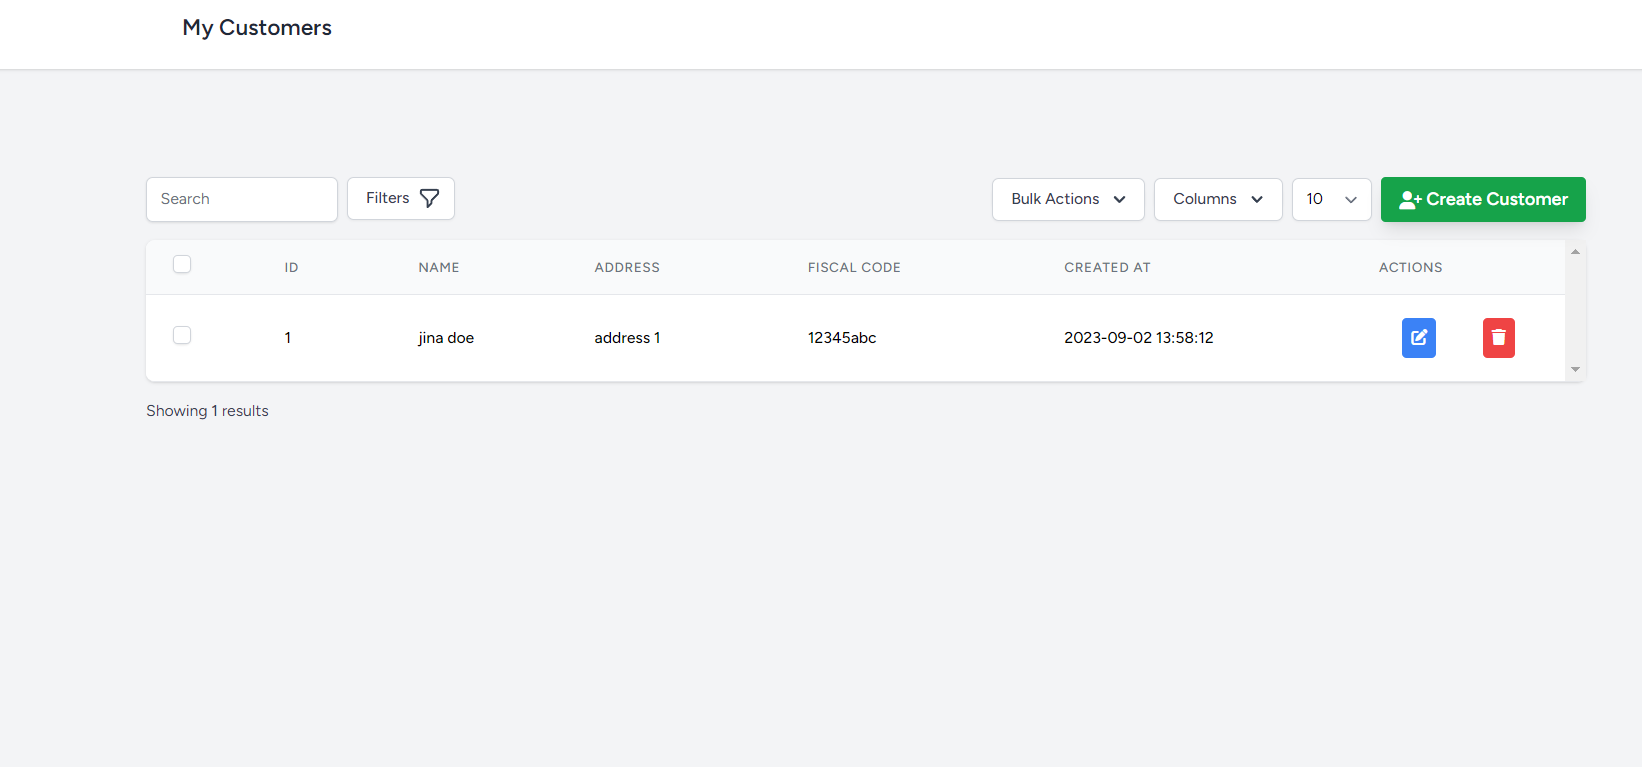 My Customers
Search Filters Bulk Actions Columns 10 Create Customer
ID NAME ADDRESS FISCAL CODE CREATED AT ACTIONS
1 jina doe address 1 12345abc 2023-09-02 13:58:12
Showing 1 results